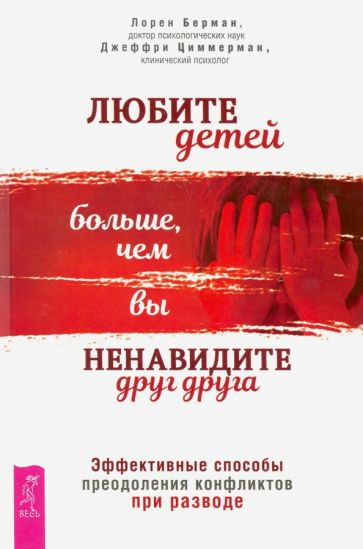 Лорен Берман,
доктор психологических наук
Джеффри Циммерман,
клинический психолог
ЛЮБИТЕ
детей
больше,
чем
вы
НЕНАВИДИТЕ
друг друга
Эффективные способы
преодоления конфликтов
при разводе
ВЕСЬ